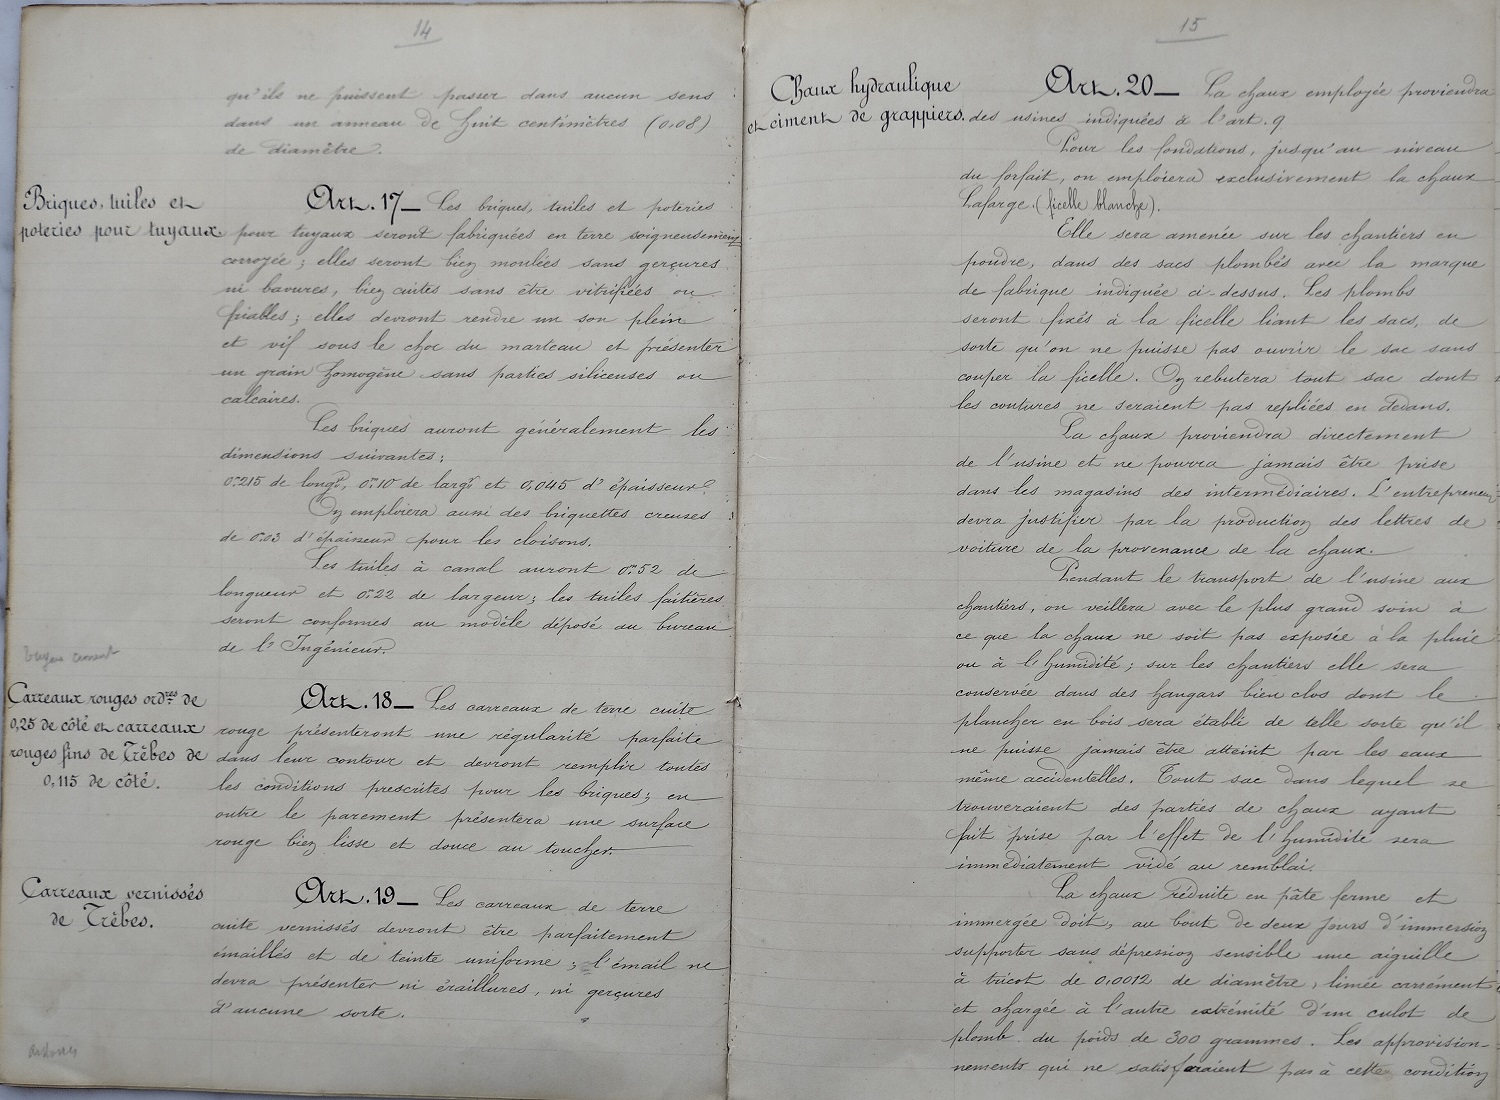 14
qu'ils ne puissent passer dans aucun sens
dans un anneau de huit centimètres (0,08)
de diamètre.
Briques, tuiles et
poteries pour tuyaux
Art. 17 — Les briques, tuiles et poteries
pour tuyaux seront fabriquées en terre soigneusement
corroyée ; elles seront bien moulées sans gerçures
ni bavures, bien cuites sans être vitrifiées ou
friables ; elles devront rendre un son plein
et vif sous le choc du marteau et présenter
un grain homogène sans parties siliceuses ou
calcaires.
Les briques auront généralement les
dimensions suivantes ;
0m215 de longr, 0m10 de largr et 0,045 d'épaisseur.
On emploiera aussi des briquettes creuses
de 0,03 d'épaisseur pour les cloisons.
Les tuiles à canal auront 0m52 de
longueur et 0m22 de largeur ; les tuiles faitières
seront conformes au modèle déposé au bureau
de l'Ingénieur.
ciment
Carreaux rouges ordres de
0,25 de côté et carreaux
rouges fins de Trèbes de
0,115 de côté.
Art. 18 — Les carreaux de terre cuite
rouge présenteront une régularité parfaite
dans leur contour et devront remplir toutes
les conditions prescrites pour les briques ; en
outre le parement présentera une surface
rouge bien lisse et douce au toucher.
Carreaux vernissés
de Trèbes.
Art. 19 — Les carreaux de terre
cuite vernissés devront être parfaitement
émaillés et de teinte uniforme ; l'émail ne
devra présenter ni éraillures, ni gerçures
d'aucune sorte.
15
Chaux hydraulique
et ciment de grappiers.
Art. 20 — La chaux employée proviendra
des usines indiquées à l'art. 9
Pour les fondations, jusqu'au niveau
du forfait, on emploiera exclusivement la chaux
Lafarge. (ficelle blanche).
Elle sera amenée sur les chantiers en
poudre, dans des sacs plombés avec la marque
de fabrique indiquée ci-dessus. Les plombs
seront fixés à la ficelle liant les sacs, de
sorte qu'on ne puisse pas ouvrir le sac sans
couper la ficelle. On rebutera tout sac dont
les coutures ne seraient pas repliées en dedans.
La chaux proviendra directement
de l'usine et ne pourra jamais être prise
dans les magasins des intermédiaires. L'entrepreneur
devra justifier par la production des lettres de
voiture de la provenance de la chaux.
Pendant le transport de l'usine aux
chantiers, on veillera avec le plus grand soin à
ce que la chaux ne soit pas exposée à la pluie
ou à l'humidité ; sur les chantiers elle sera
conservée dans des hangars bien clos dont le
plancher en bois sera établi de telle sorte qu'il
ne puisse jamais être atteint par les eaux
même accidentelles. Tout sac dans lequel se
trouveraient des parties de chaux ayant
fait prise par l'effet de l'humidité sera
immédiatement vidé au remblai.
La chaux réduite en pâte ferme et
immergée doit, au bout de deux jours d'immersion
supporter sans dépression sensible une aiguille
à tricot de 0,0012 de diamètre, limée carrément
et chargée à l'autre extrémité d'un culot de
plomb du poids de 300 grammes. Les approvision-
nements qui ne satisferaient pas à cette condition